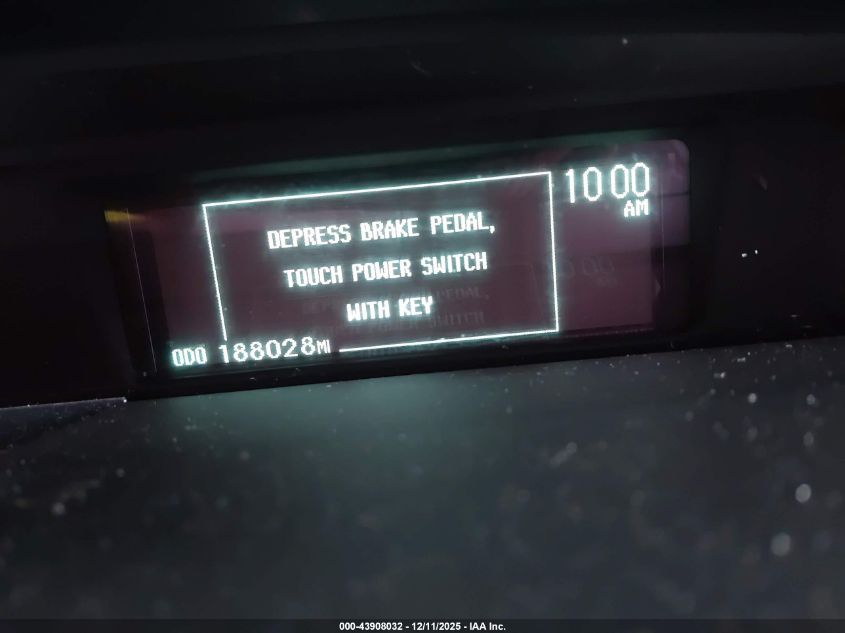 10:00
AM
DEPRESS BRAKE PEDAL,
TOUCH POWER SWITCH
WITH KEY
ODO 188028MI
000-43908032 - 12/11/2025 - IAA Inc.